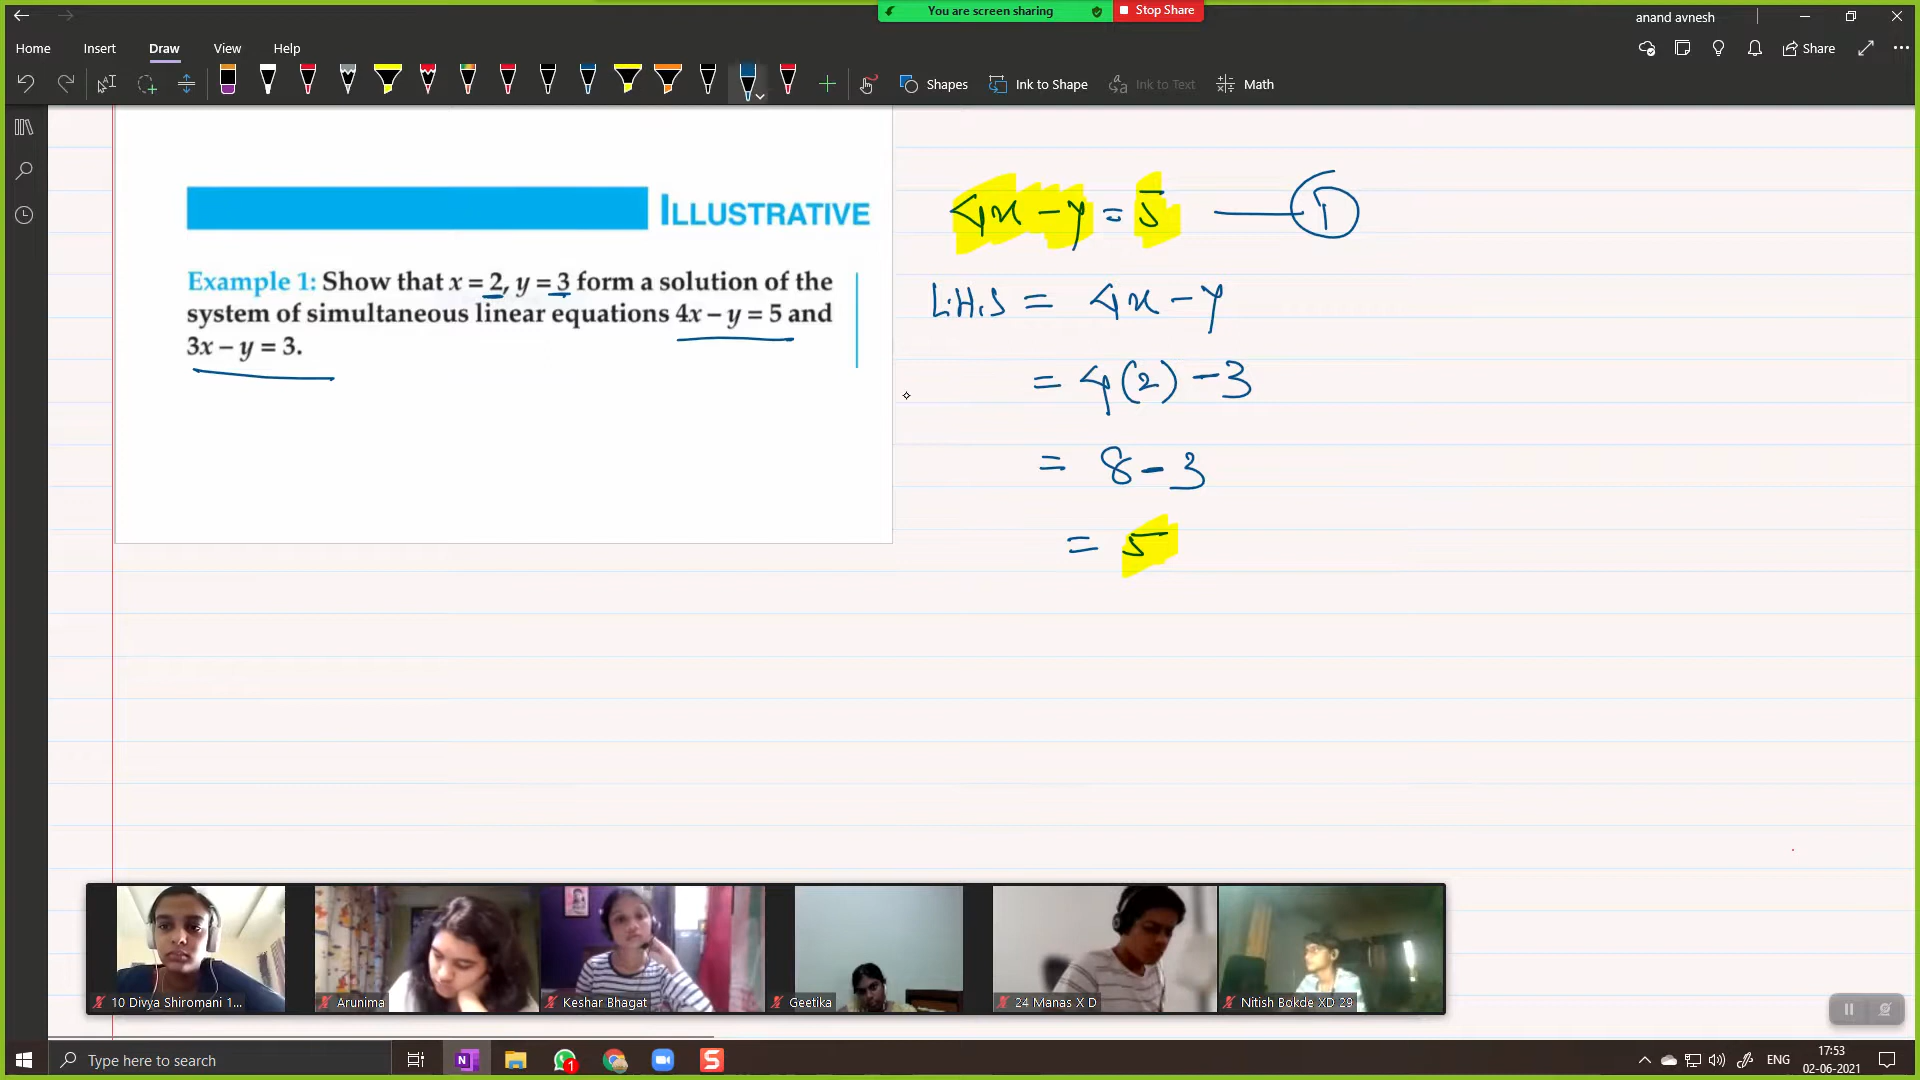 You are screen sharing
Stop Share
anand avnesh
Home Insert Draw View Help
Share
Shapes Ink to Shape Ink to Text Math
ILLUSTRATIVE
Example 1: Show that x = 2, y = 3 form a solution of the
system of simultaneous linear equations 4x – y = 5 and
3x – y = 3.
4x - y = 5 — 1
L.H.S = 4x - y
= 4(2) - 3
= 8 - 3
= 5
10 Divya Shiromani 1...
Arunima
Keshar Bhagat
Geetika
24 Manas X D
Nitish Bokde XD 29
Type here to search
N
1
S
ENG
17:53
02-06-2021